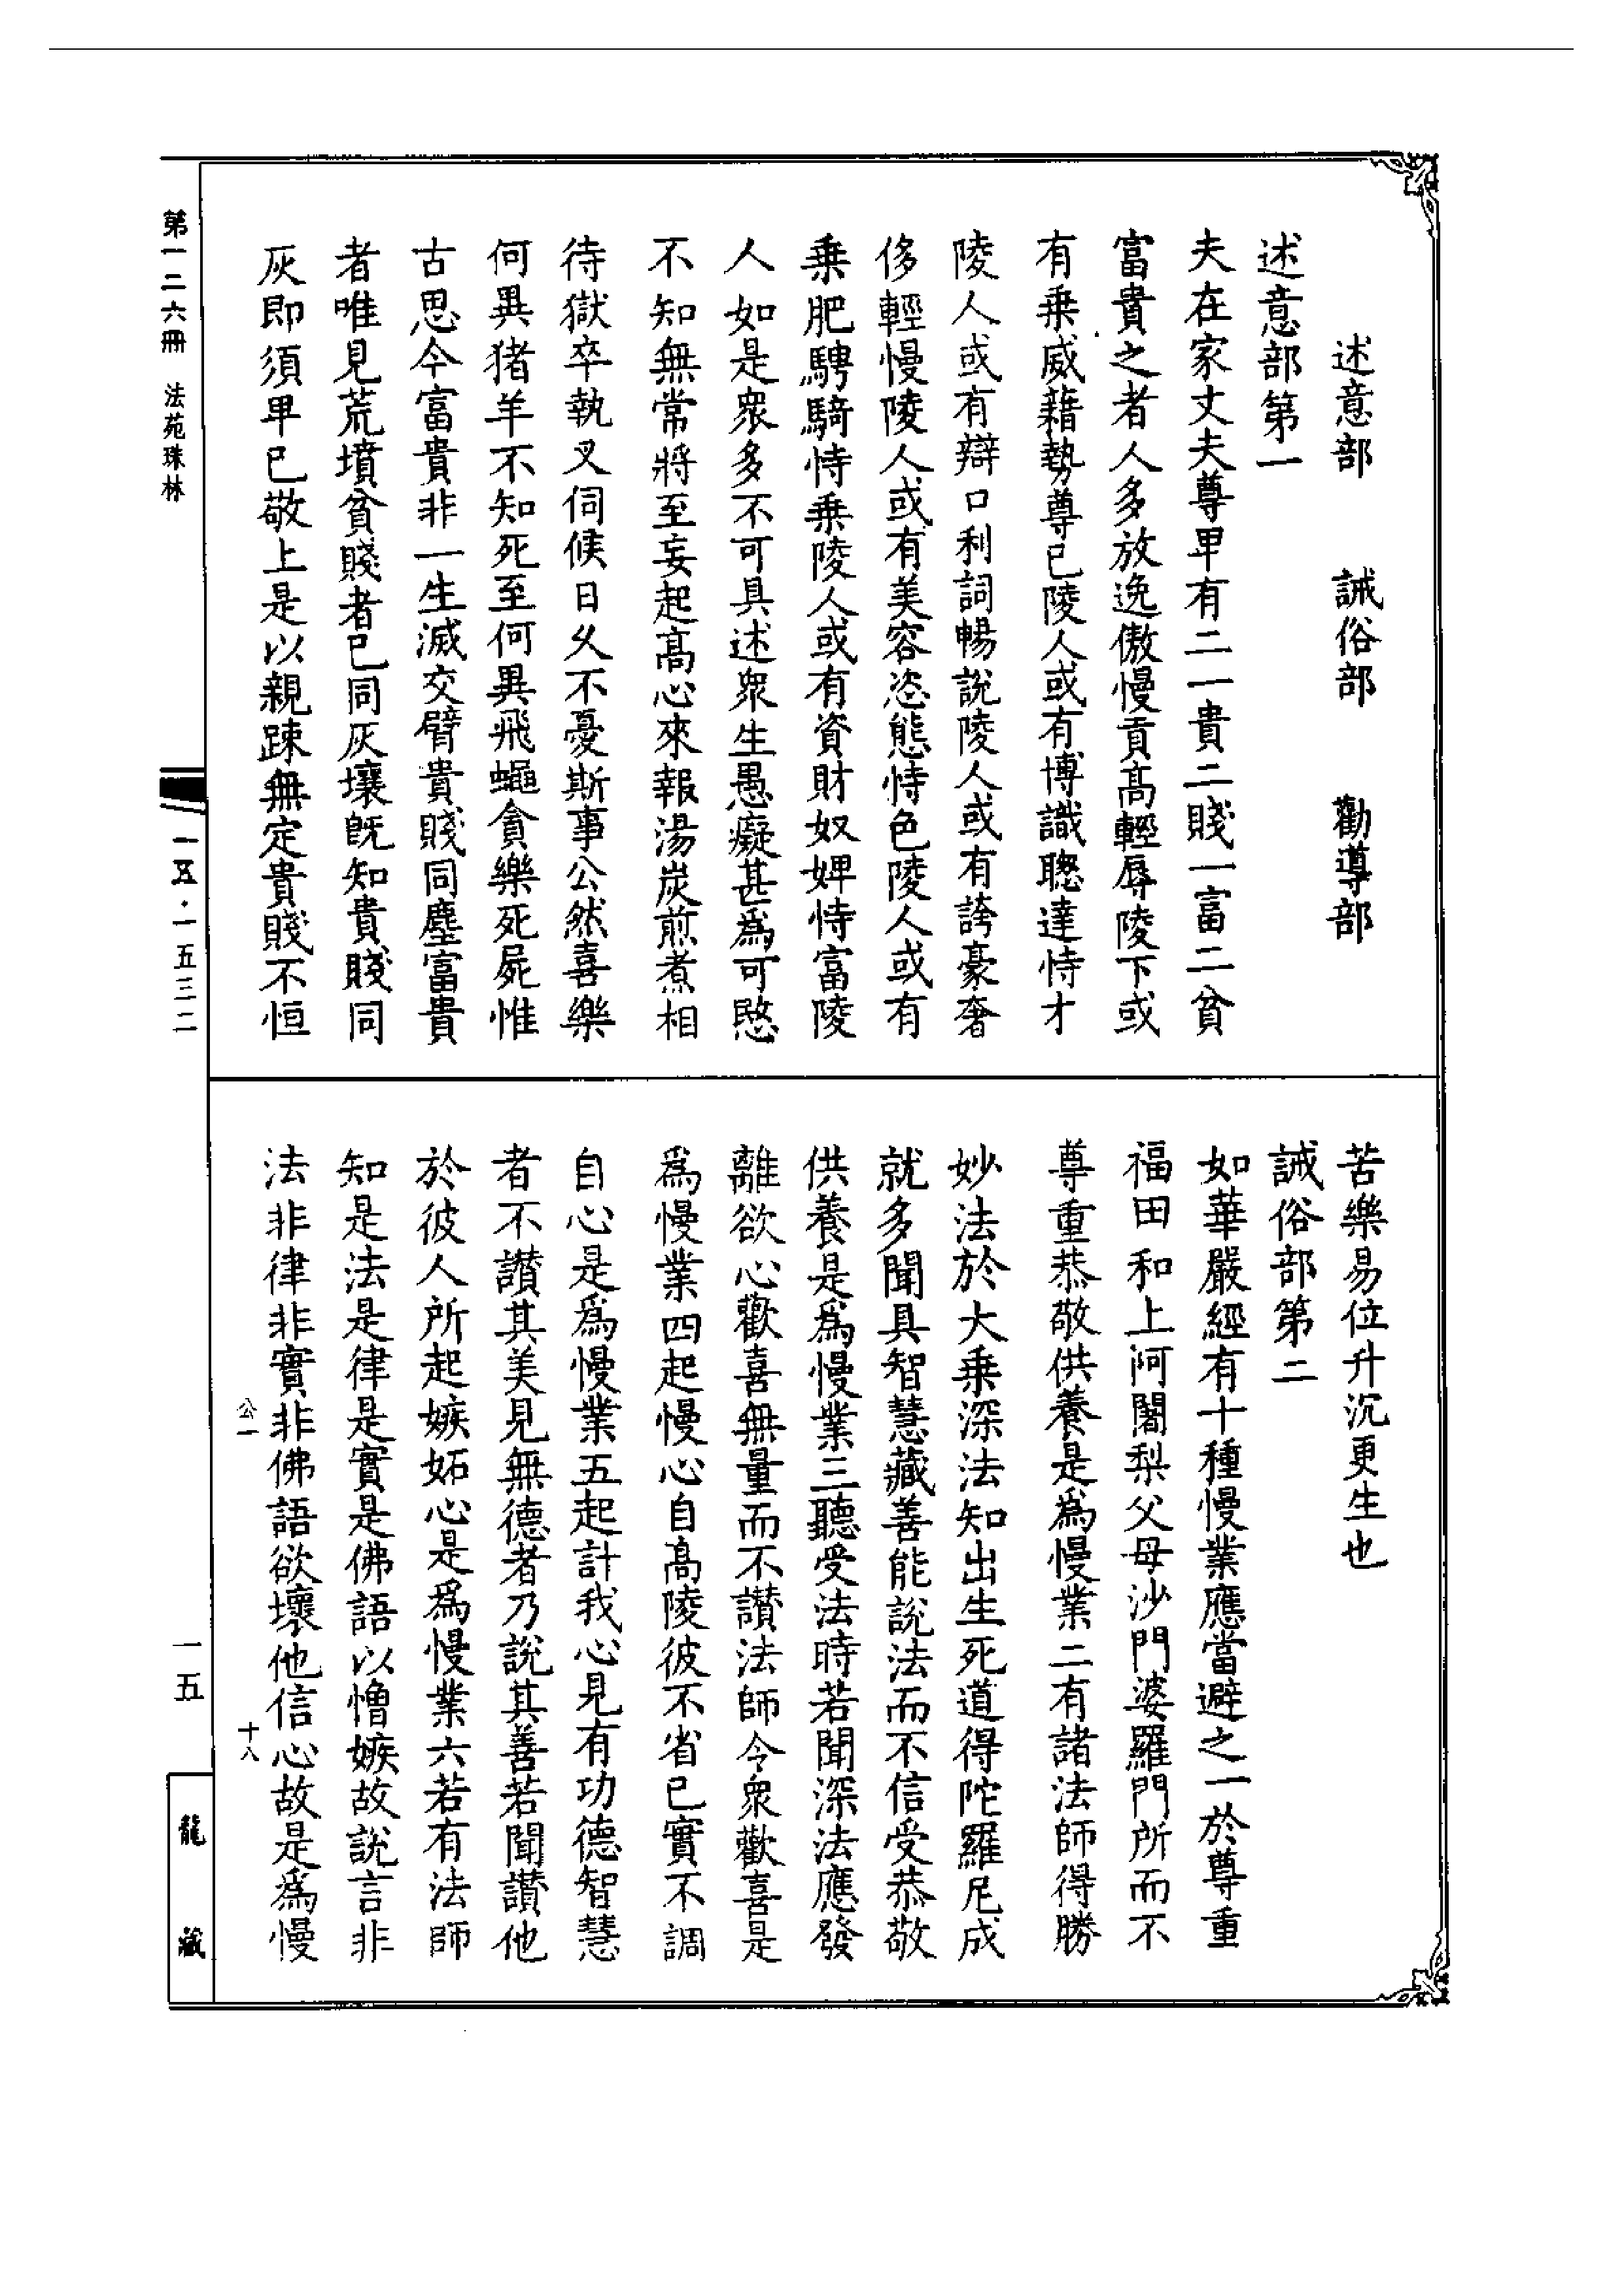 述意部　誡俗部　勸導部
述意部第一
夫在家丈夫尊甲有二一貴二賤一富二貧
富貴之者人多放逸傲慢貢高輕辱陵下或
有乗威藉勢尊已陵人或有博識聰達恃才
陵人或有辯口利詞暢說陵人或有誇豪奢
侈輕慢陵人或有美容恣態恃色陵人或有
乗肥騁騎恃乗陵人或有資財奴婢恃富陵
人如是衆多不可具述衆生愚癡甚爲可愍
不知無常將至妄起髙心來報湯炭煎煮相
待獄卒執叉伺候日久不憂斯事公然喜樂
何異猪羊不知死至何異飛蠅貪樂死屍惟
古思今富貴非一生滅交臂貴賤同塵富貴
者唯見荒墳貧賤者已同灰壤旣知貴賤同
灰即須甲已敬上是以親踈無定貴賤不恒
苦樂易位升沉更生也
誡俗部第二
如華嚴經有十種慢業應當避之一於尊重
福田和上阿闍梨父母沙門婆羅門所而不
尊重恭敬供養是爲慢業二有諸法師得勝
妙法於大乗深法知出生死道得陀羅尼成
就多聞具智慧藏善能說法而不信受恭敬
供養是爲慢業三聽受法時若聞深法應發
離欲心歡喜無量而不讃法師令衆歡喜是
爲慢業四起慢心自髙陵彼不省已實不調
自心是爲慢業五起計我心見有功德智慧
者不讃其美見無德者乃說其善若聞讃他
於彼人所起嫉妬心是爲慢業六若有法師
知是法是律是實是佛語以憎嫉故說言非
法非律非實非佛語欲壞他信心故是爲慢
公一　十八
第一二六冊　法苑珠林
一五·一五三二
一五
龍藏